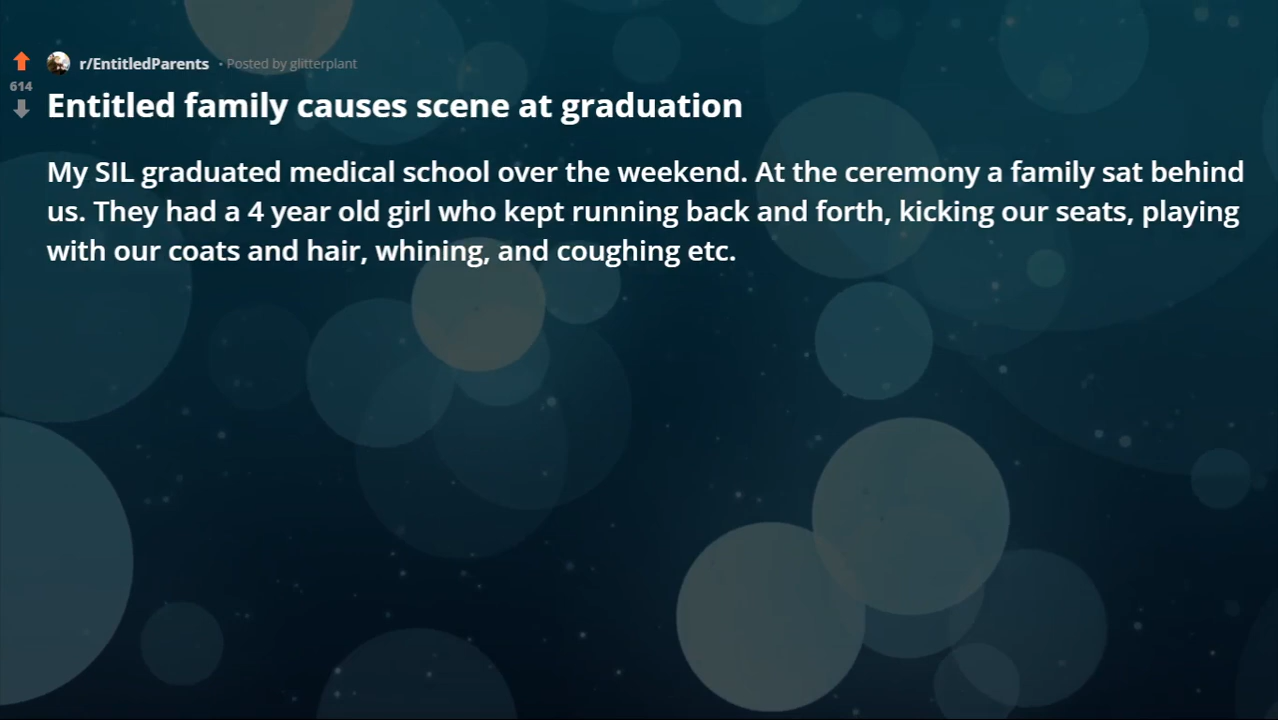 r/EntitledParents · Posted by glitterplant
614
Entitled family causes scene at graduation
My SIL graduated medical school over the weekend. At the ceremony a family sat behind
us. They had a 4 year old girl who kept running back and forth, kicking our seats, playing
with our coats and hair, whining, and coughing etc.